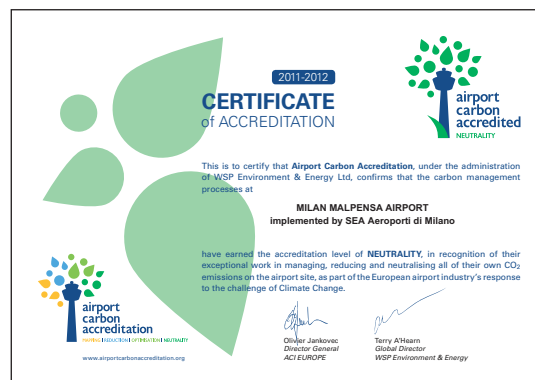 2011-2012
CERTIFICATE
of ACCREDITATION
airport
carbon
accredited
NEUTRALITY
This is to certify that Airport Carbon Accreditation, under the administration
of WSP Environment & Energy Ltd, confirms that the carbon management
processes at
MILAN MALPENSA AIRPORT
implemented by SEA Aeroporti di Milano
have earned the accreditation level of NEUTRALITY, in recognition of their
exceptional work in managing, reducing and neutralising all of their own CO₂
emissions on the airport site, as part of the European airport industry's response
to the challenge of Climate Change.
airport
carbon
accreditation
MAPPING | REDUCTION | OPTIMISATION | NEUTRALITY
www.airportcarbonaccreditation.org
Olivier Jankovec
Director General
ACI EUROPE
Terry A'Hearn
Global Director
WSP Environment & Energy